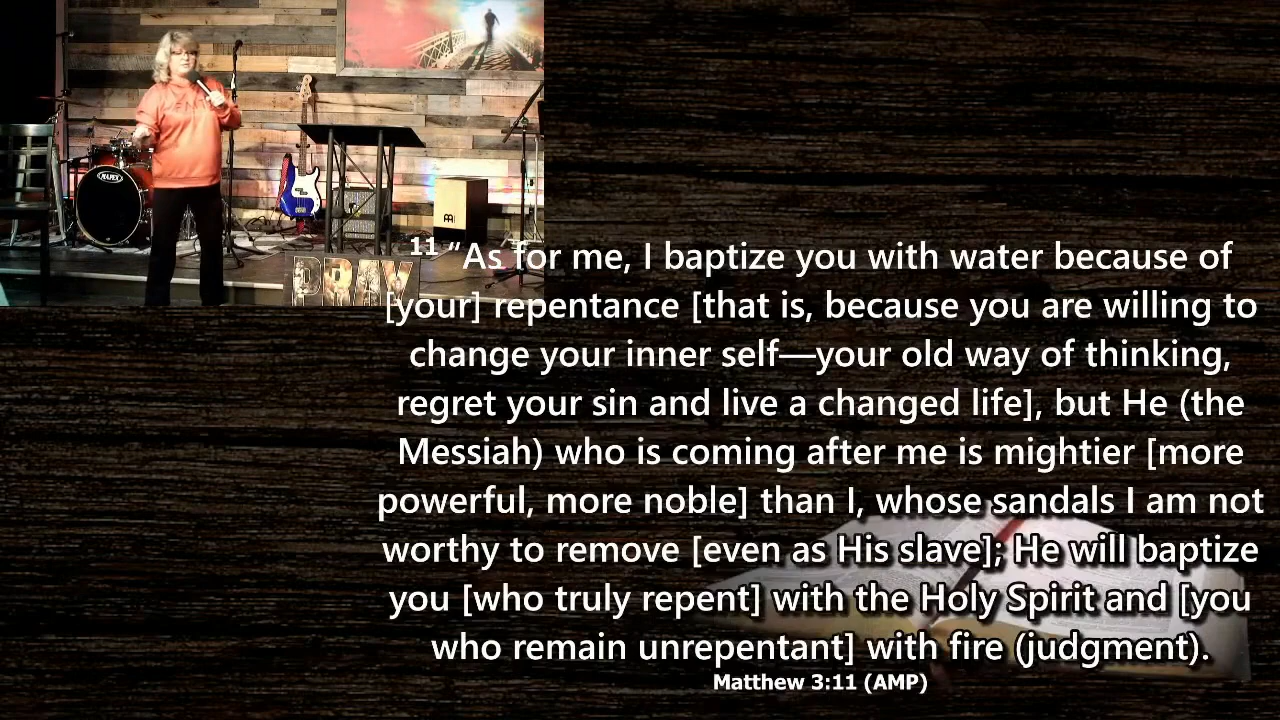 MAPEX
PRAY
11 “As for me, I baptize you with water because of
[your] repentance [that is, because you are willing to
change your inner self—your old way of thinking,
regret your sin and live a changed life], but He (the
Messiah) who is coming after me is mightier [more
powerful, more noble] than I, whose sandals I am not
worthy to remove [even as His slave]; He will baptize
you [who truly repent] with the Holy Spirit and [you
who remain unrepentant] with fire (judgment).
Matthew 3:11 (AMP)